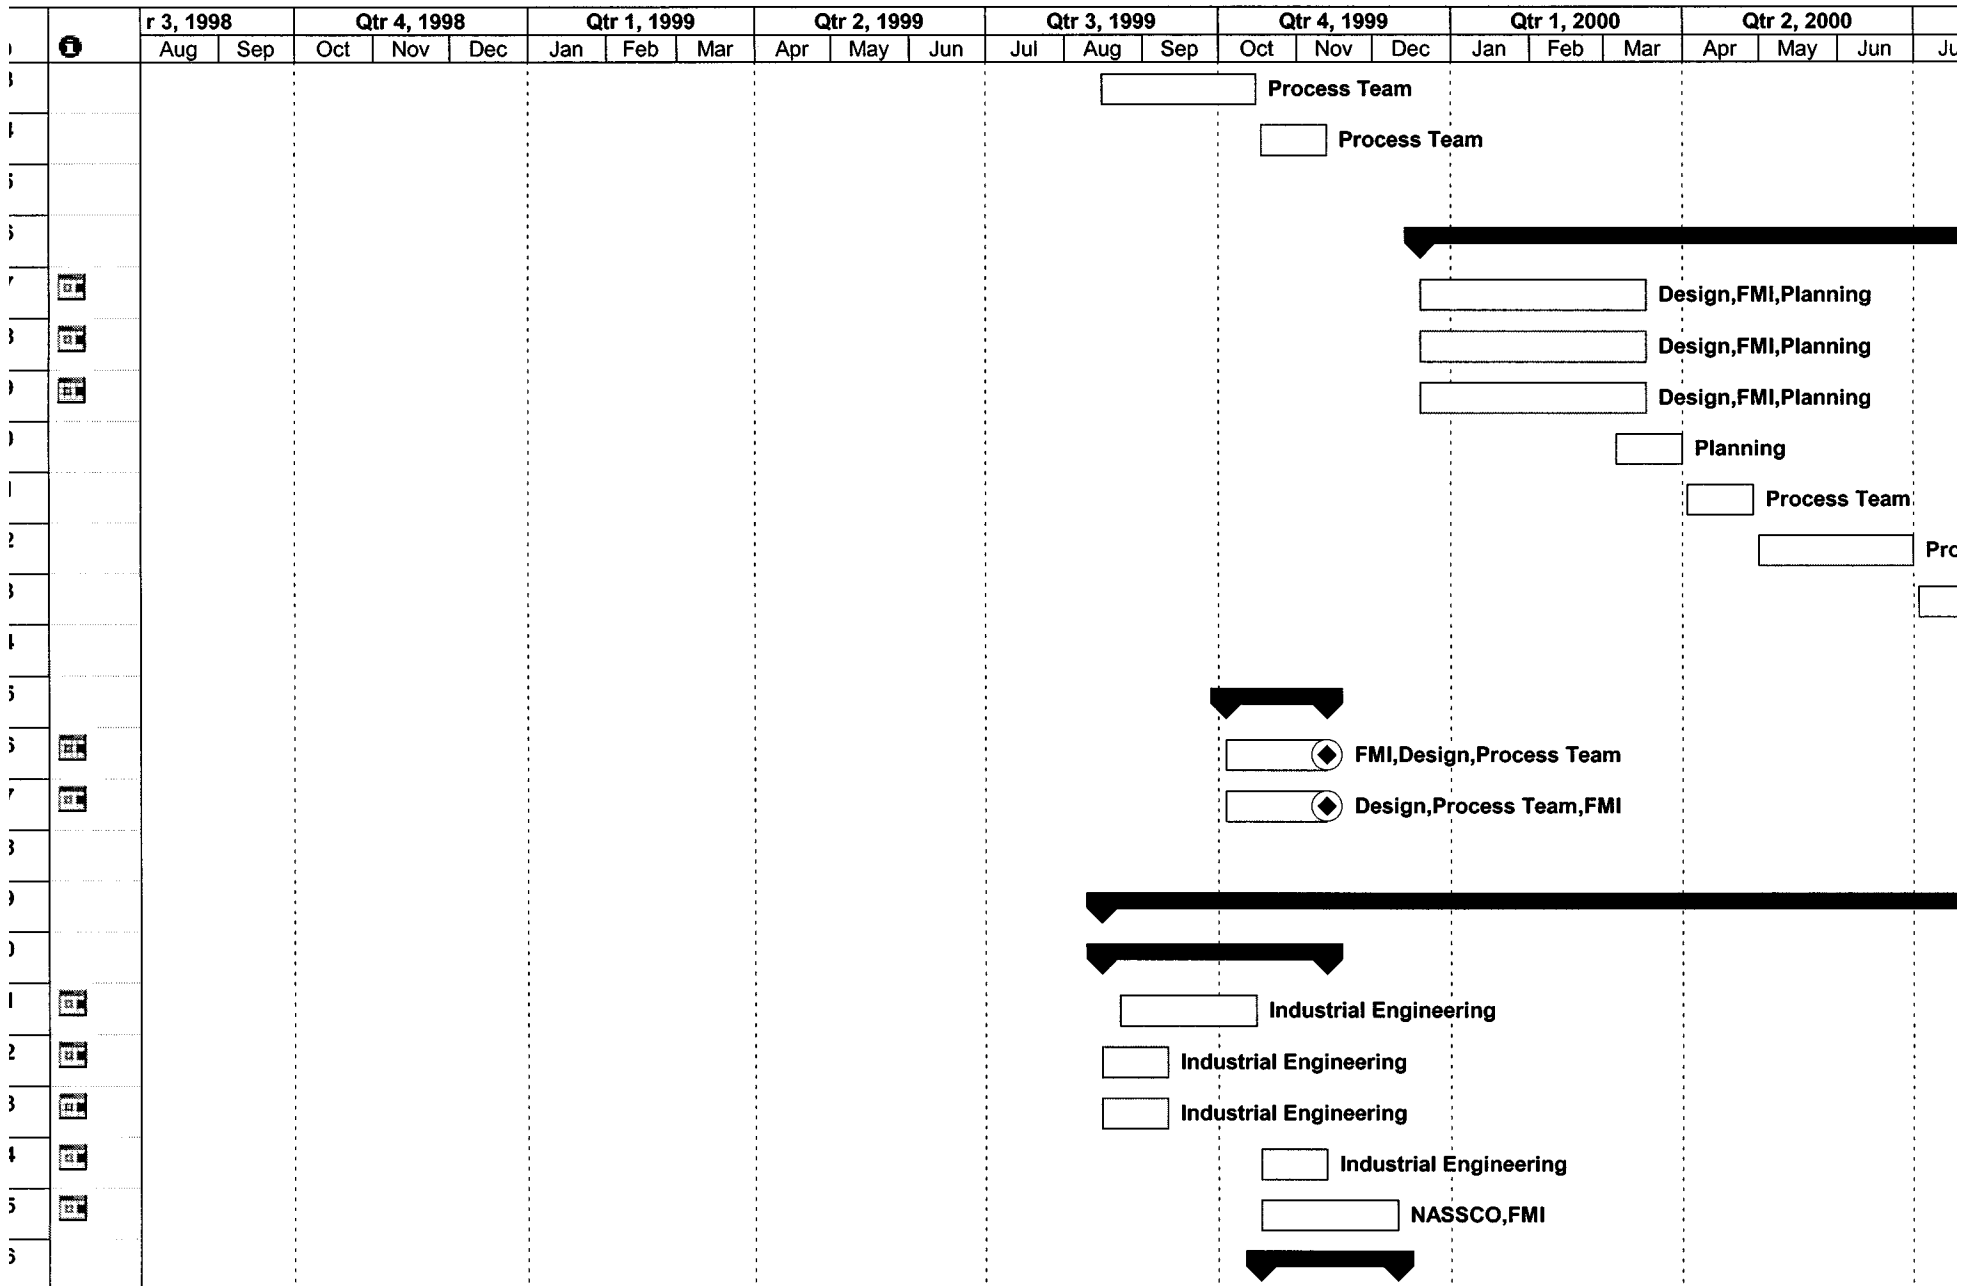 r 3, 1998 Qtr 4, 1998 Qtr 1, 1999 Qtr 2, 1999 Qtr 3, 1999 Qtr 4, 1999 Qtr 1, 2000 Qtr 2, 2000
Aug Sep Oct Nov Dec Jan Feb Mar Apr May Jun Jul Aug Sep Oct Nov Dec Jan Feb Mar Apr May Jun Ju
Process Team
Process Team
Design,FMI,Planning
Design,FMI,Planning
Design,FMI,Planning
Planning
Process Team
Pro
FMI,Design,Process Team
Design,Process Team,FMI
Industrial Engineering
Industrial Engineering
Industrial Engineering
Industrial Engineering
NASSCO,FMI